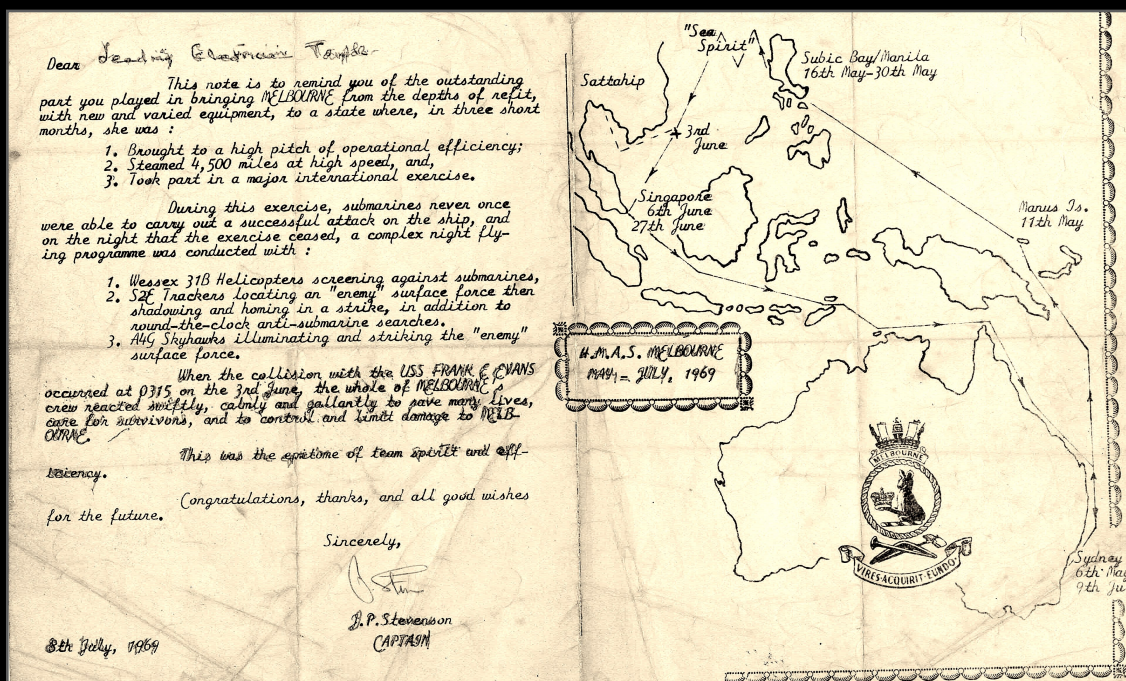 Dear Leading Electrician
This note is to remind you of the outstanding
part you played in bringing MELBOURNE from the depths of refit,
with new and varied equipment, to a state where, in three short
months, she was :
1. Brought to a high pitch of operational efficiency;
2. Steamed 4,500 miles at high speed, and,
3. Took part in a major international exercise.
During this exercise, submarines never once
were able to carry out a successful attack on the ship, and
on the night that the exercise ceased, a complex night fly-
ing programme was conducted with :
1. Wessex 31B Helicopters screening against submarines,
2. S2E Trackers locating an "enemy" surface force then
shadowing and homing in a strike, in addition to
round-the-clock anti-submarine searches.
3. A4G Skyhawks illuminating and striking the "enemy"
surface force.
When the collision with the USS FRANK E EVANS
occurred at 0315 on the 3rd June, the whole of MELBOURNE's
crew reacted swiftly, calmly and gallantly to save many lives,
care for survivors, and to control and limit damage to MELB-
OURNE.
This was the epitome of team spirit and eff-
iciency.
Congratulations, thanks, and all good wishes
for the future.
Sincerely,
J.P.Stevenson
CAPTAIN
8th July, 1969
"Sea
Spirit"
Subic Bay/Manila
16th May-30th May
Sattahip
3rd
June
Singapore
6th June
27th June
Manus Is.
11th May
H.M.A.S. MELBOURNE
MAY - JULY, 1969
MELBOURNE
VIRES·ACQUIRIT·EUNDO
Sydney
6th May
9th Ju